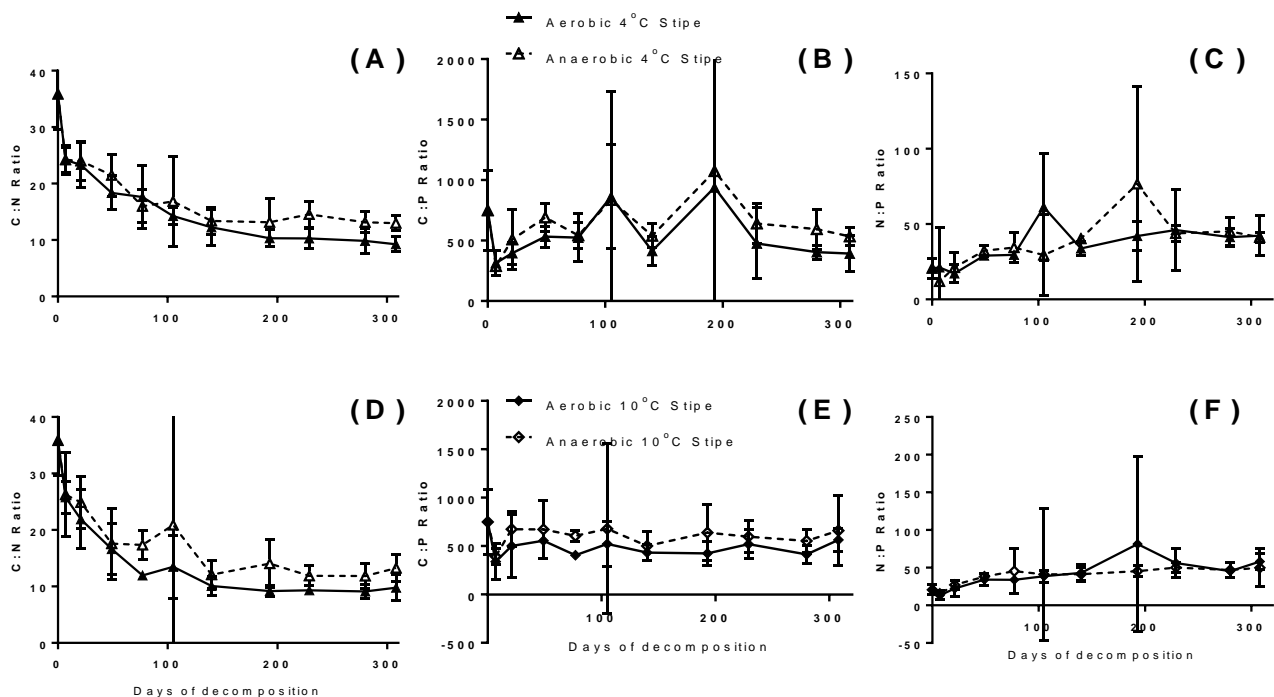 Aerobic 4°C Stipe
Anaerobic 4°C Stipe
(A)
(B)
(C)
40
30
20
10
0
C:N Ratio
0 100 200 300
2000
1500
1000
500
0
C:P Ratio
0 100 200 300
150
100
50
0
N:P Ratio
0 100 200 300
(D)
(E)
(F)
Aerobic 10°C Stipe
Anaerobic 10°C Stipe
40
30
20
10
0
C:N Ratio
0 100 200 300
Days of decomposition
2000
1500
1000
500
0
-500
C:P Ratio
100 200 300
Days of decomposition
250
200
150
100
50
0
-50
N:P Ratio
100 200 300
Days of decomposition